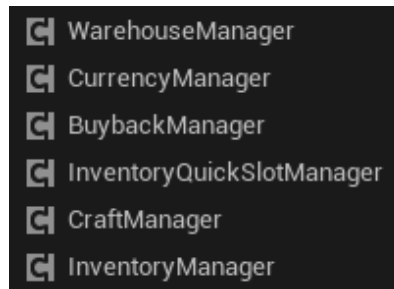 WarehouseManager
CurrencyManager
BuybackManager
InventoryQuickSlotManager
CraftManager
InventoryManager